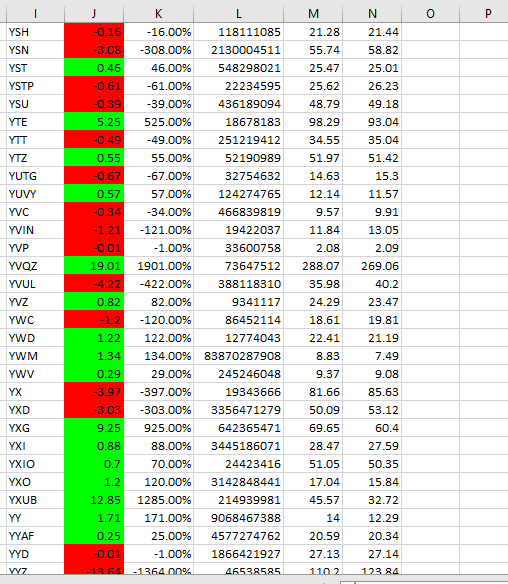 I J K L M N O P
YSH -0.16 -16.00% 118111085 21.28 21.44
YSN -3.08 -308.00% 2130004511 55.74 58.82
YST 0.46 46.00% 548298021 25.47 25.01
YSTP -0.61 -61.00% 22234595 25.62 26.23
YSU -0.39 -39.00% 436189094 48.79 49.18
YTE 5.25 525.00% 18678183 98.29 93.04
YTT -0.49 -49.00% 251219412 34.55 35.04
YTZ 0.55 55.00% 52190989 51.97 51.42
YUTG -0.67 -67.00% 32754632 14.63 15.3
YUVY 0.57 57.00% 124274765 12.14 11.57
YVC -0.34 -34.00% 466839819 9.57 9.91
YVIN -1.21 -121.00% 19422037 11.84 13.05
YVP -0.01 -1.00% 33600758 2.08 2.09
YVQZ 19.01 1901.00% 73647512 288.07 269.06
YVUL -4.22 -422.00% 388118310 35.98 40.2
YVZ 0.82 82.00% 9341117 24.29 23.47
YWC -1.2 -120.00% 86452114 18.61 19.81
YWD 1.22 122.00% 12774043 22.41 21.19
YWM 1.34 134.00% 83870287908 8.83 7.49
YWV 0.29 29.00% 245246048 9.37 9.08
YX -3.97 -397.00% 19343666 81.66 85.63
YXD -3.03 -303.00% 3356471279 50.09 53.12
YXG 9.25 925.00% 642365471 69.65 60.4
YXI 0.88 88.00% 3445186071 28.47 27.59
YXIO 0.7 70.00% 24423416 51.05 50.35
YXO 1.2 120.00% 3142848441 17.04 15.84
YXUB 12.85 1285.00% 214939981 45.57 32.72
YY 1.71 171.00% 9068467388 14 12.29
YYAF 0.25 25.00% 4577274762 20.59 20.34
YYD -0.01 -1.00% 1866421927 27.13 27.14
YYZ -13.64 -1364.00% 46538585 110.2 123.84